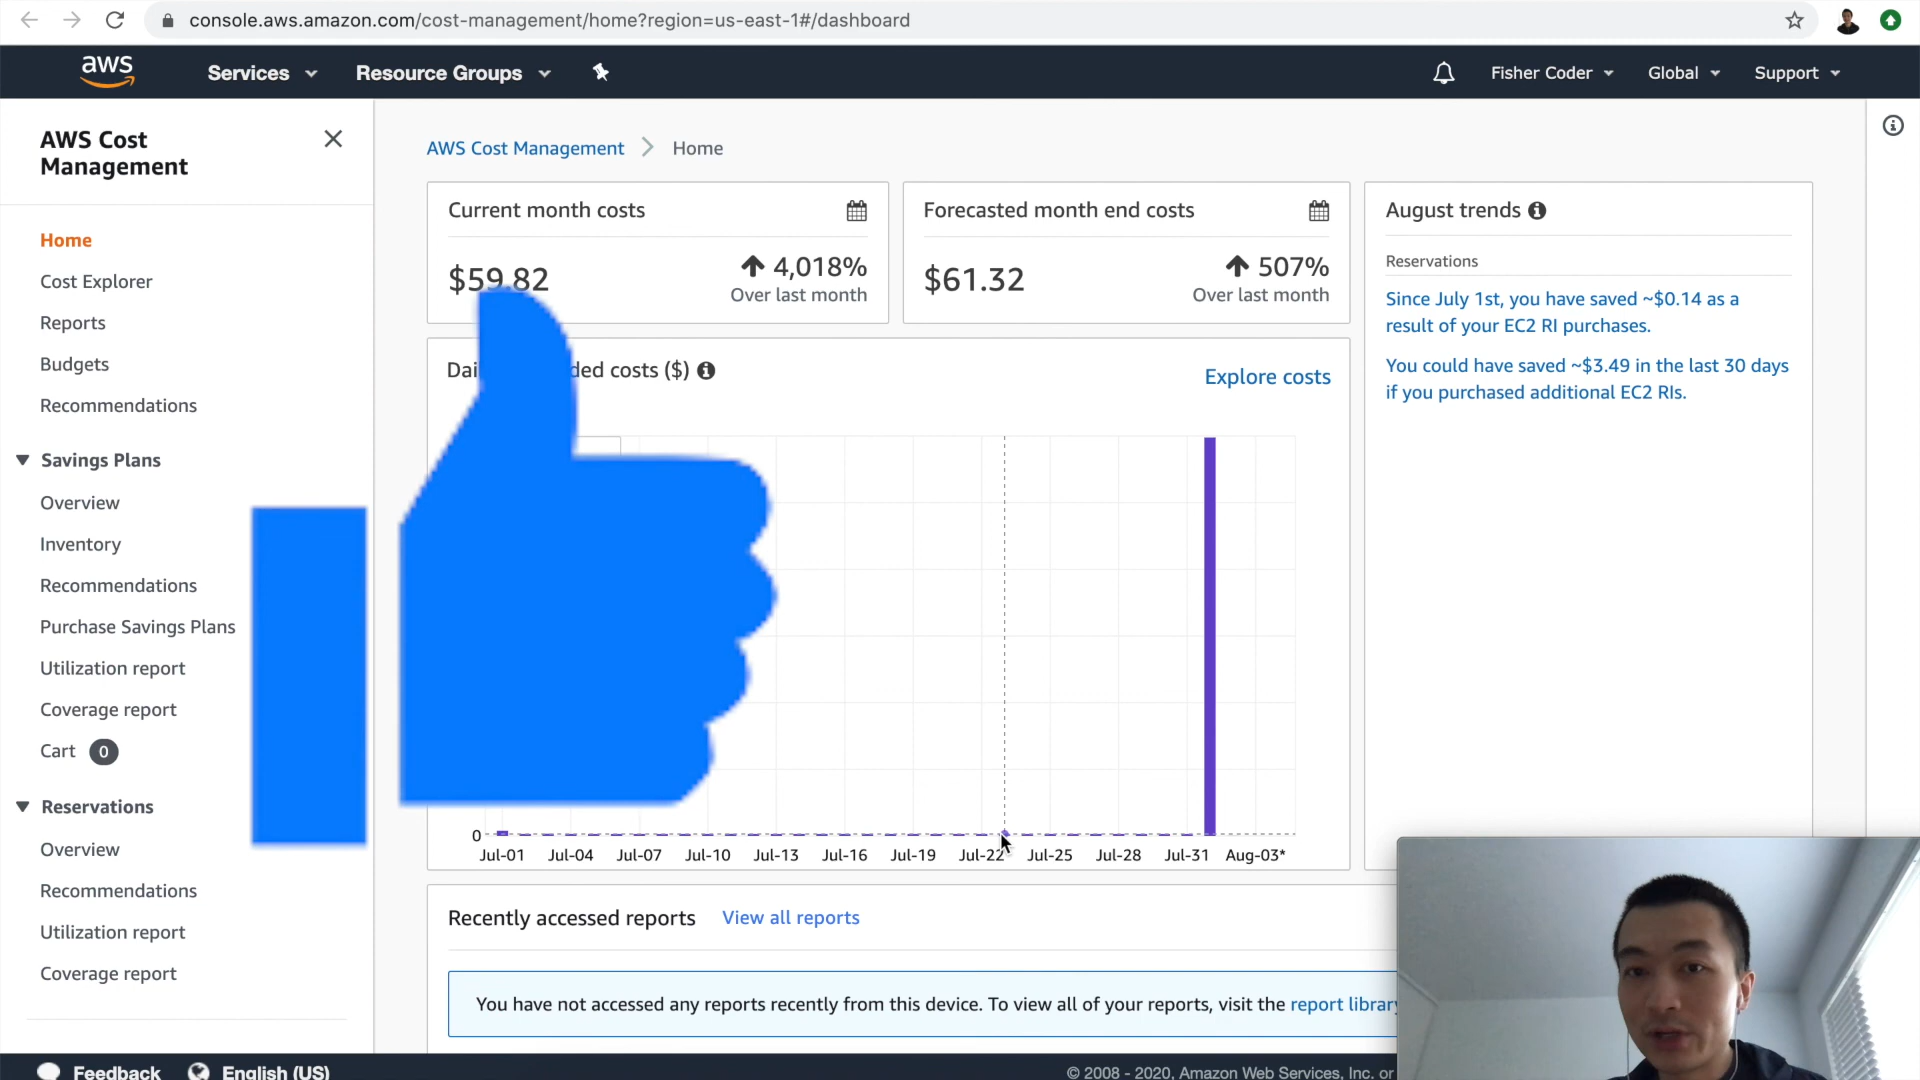 console.aws.amazon.com/cost-management/home?region=us-east-1#/dashboard
aws
Services
Resource Groups
Fisher Coder
Global
Support
AWS Cost
Management
Home
Cost Explorer
Reports
Budgets
Recommendations
Savings Plans
Overview
Inventory
Recommendations
Purchase Savings Plans
Utilization report
Coverage report
Cart 0
Reservations
Overview
Recommendations
Utilization report
Coverage report
AWS Cost Management > Home
Current month costs
$59.82
4,018%
Over last month
Forecasted month end costs
$61.32
507%
Over last month
August trends
Reservations
Since July 1st, you have saved ~$0.14 as a
result of your EC2 RI purchases.
You could have saved ~$3.49 in the last 30 days
if you purchased additional EC2 RIs.
costs ($)
Explore costs
0
Jul-01 Jul-04 Jul-07 Jul-10 Jul-13 Jul-16 Jul-19 Jul-22 Jul-25 Jul-28 Jul-31 Aug-03*
Recently accessed reports View all reports
You have not accessed any reports recently from this device. To view all of your reports, visit the report library
Feedback English (US)
© 2008 - 2020, Amazon Web Services, Inc. or